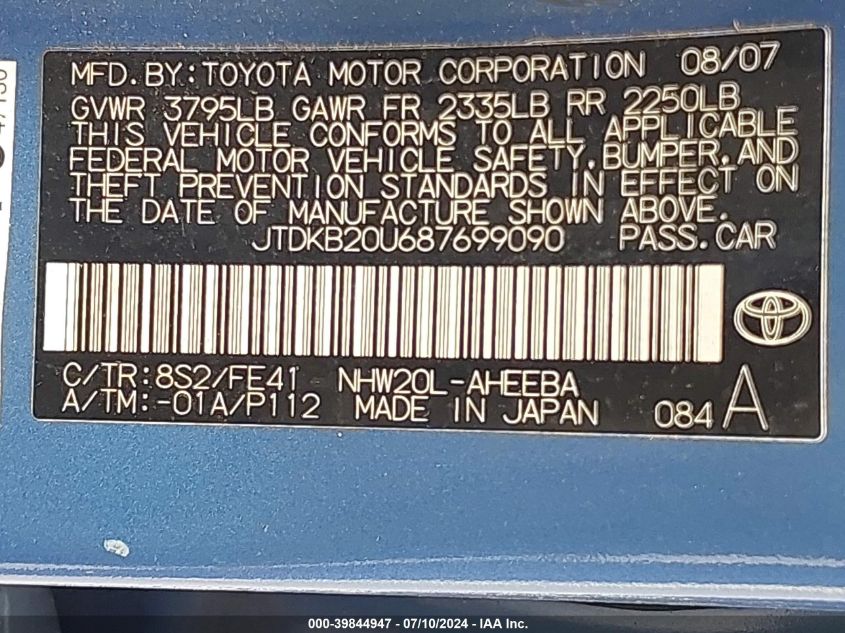 MFD. BY: TOYOTA MOTOR CORPORATION 08/07
GVWR 3795LB GAWR FR 2335LB RR 2250LB
THIS VEHICLE CONFORMS TO ALL APPLICABLE
FEDERAL MOTOR VEHICLE SAFETY, BUMPER, AND
THEFT PREVENTION STANDARDS IN EFFECT ON
THE DATE OF MANUFACTURE SHOWN ABOVE.
JTDKB20U687699090 PASS. CAR
C/TR: 8S2/FE41 NHW20L-AHEEBA
A/TM: -01A/P112 MADE IN JAPAN 084 A
000-39844947 - 07/10/2024 - IAA Inc.